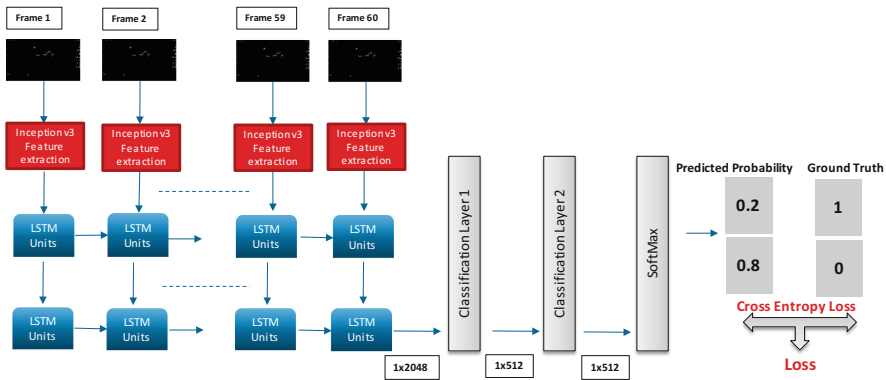 Frame 1
Frame 2
Frame 59
Frame 60
Inception v3
Feature
extraction
Inception v3
Feature
extraction
Inception v3
Feature
extraction
Inception v3
Feature
extraction
LSTM
Units
LSTM
Units
LSTM
Units
LSTM
Units
LSTM
Units
LSTM
Units
LSTM
Units
LSTM
Units
1x2048
Classification Layer 1
1x512
Classification Layer 2
1x512
SoftMax
Predicted Probability
Ground Truth
0.2
1
0.8
0
Cross Entropy Loss
Loss